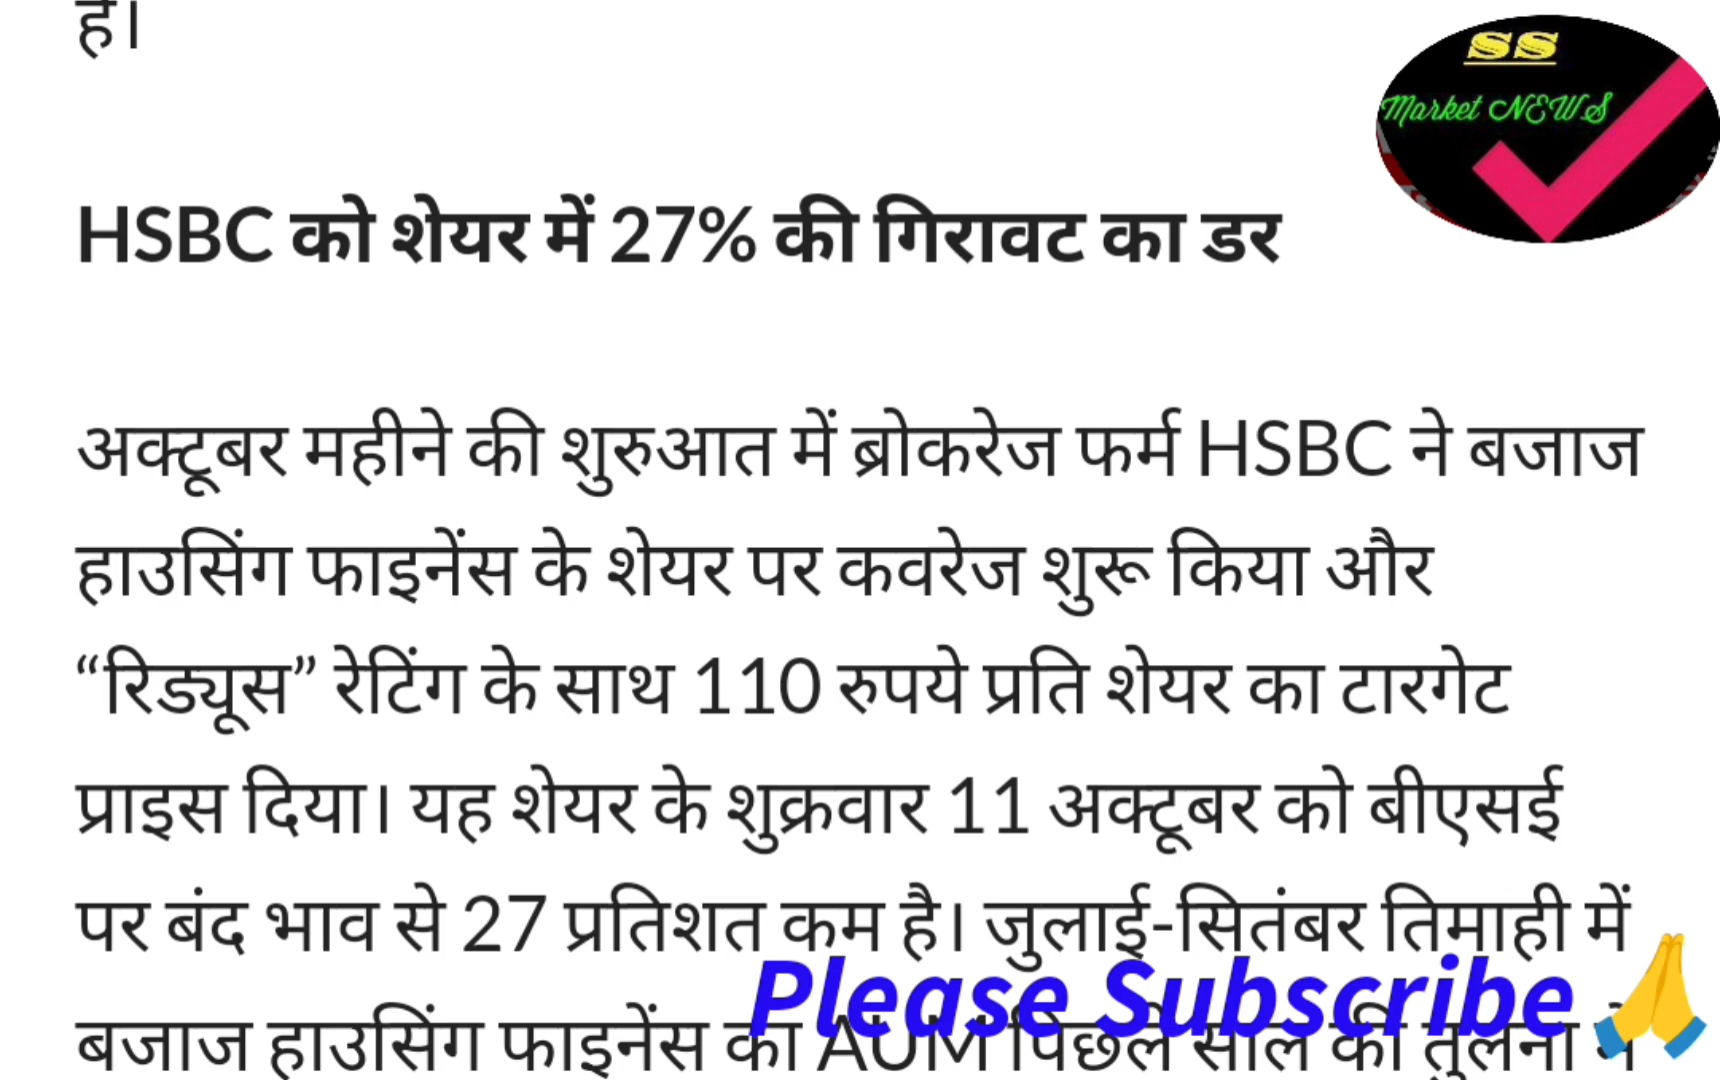 है।
SS
Market NEWS
HSBC को शेयर में 27% की गिरावट का डर
अक्टूबर महीने की शुरुआत में ब्रोकरेज फर्म HSBC ने बजाज
हाउसिंग फाइनेंस के शेयर पर कवरेज शुरू किया और
“रिड्यूस” रेटिंग के साथ 110 रुपये प्रति शेयर का टारगेट
प्राइस दिया। यह शेयर के शुक्रवार 11 अक्टूबर को बीएसई
पर बंद भाव से 27 प्रतिशत कम है। जुलाई-सितंबर तिमाही में
Please Subscribe
बजाज हाउसिंग फाइनेंस का AUM पिछले साल की तुलना में